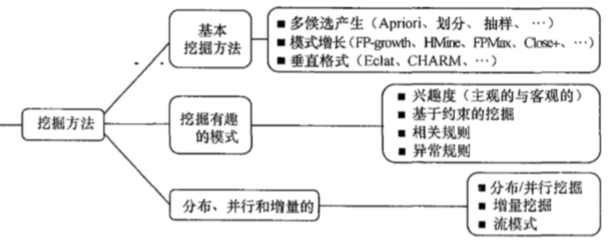 基本
挖掘方法
■ 多候选产生（Apriori、划分、抽样、…）
■ 模式增长（FP-growth、HMine、FPMax、Close+、…）
■ 垂直格式（Eclat、CHARM、…）
挖掘方法
挖掘有趣
的模式
■ 兴趣度（主观的与客观的）
■ 基于约束的挖掘
■ 相关规则
■ 异常规则
分布、并行和增量的
■ 分布/并行挖掘
■ 增量挖掘
■ 流模式